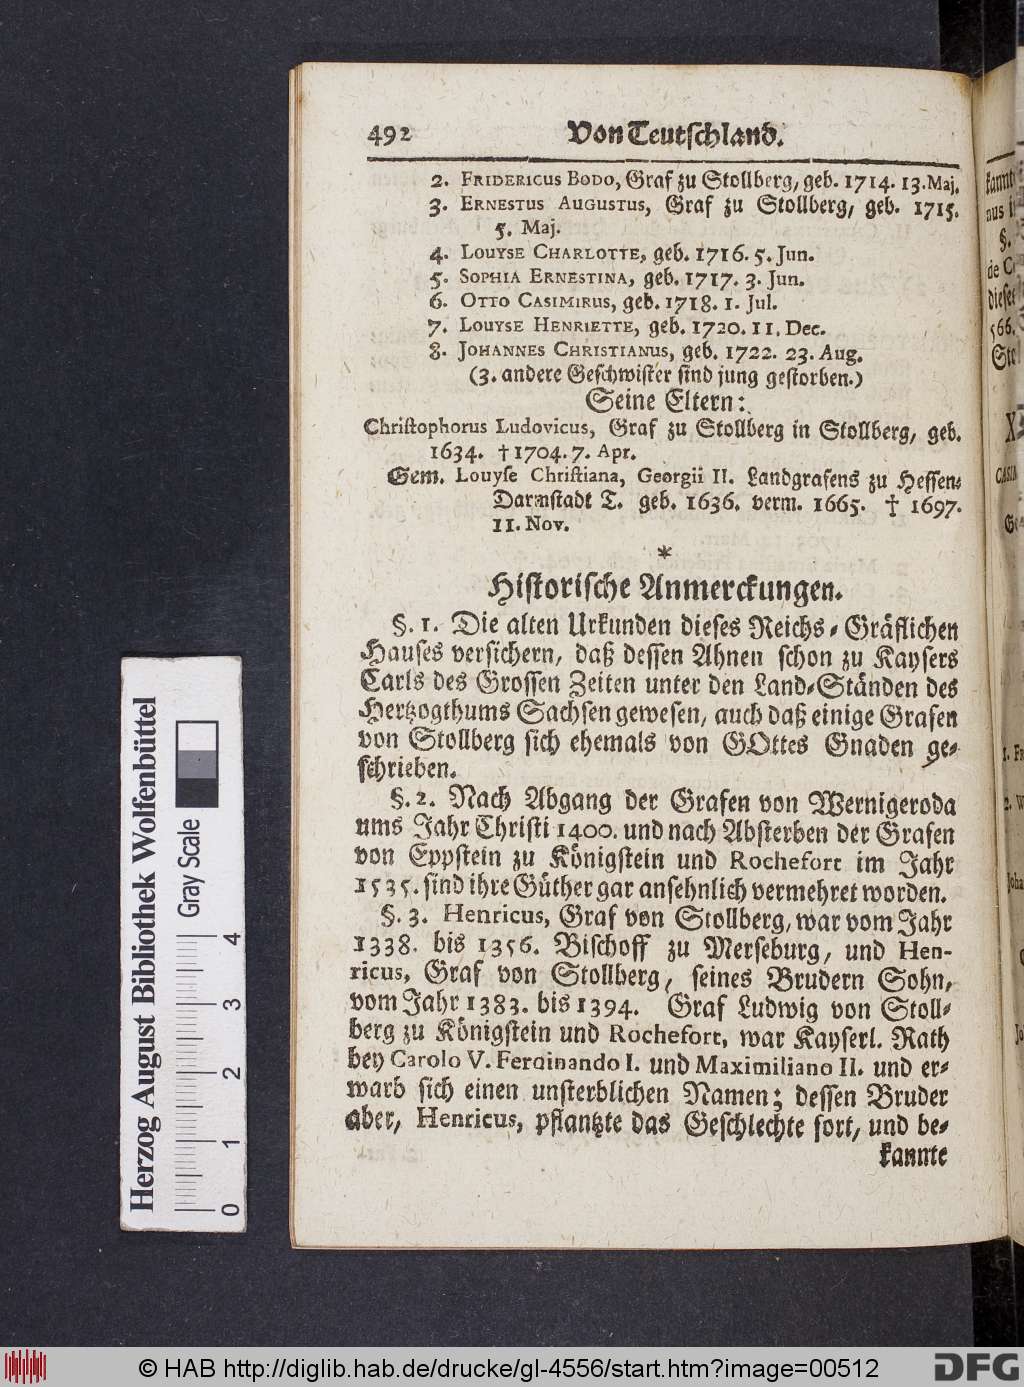 492 Von Teutschland.
2. FRIDERICUS BODO, Graf zu Stollberg, geb. 1714. 13. Maj.
3. ERNESTUS AUGUSTUS, Graf zu Stollberg, geb. 1715.
5. Maj.
4. LOUYSE CHARLOTTE, geb. 1716. 5. Jun.
5. SOPHIA ERNESTINA, geb. 1717. 3. Jun.
6. OTTO CASIMIRUS, geb. 1718. 1. Jul.
7. LOUYSE HENRIETTE, geb. 1720. 11. Dec.
8. JOHANNES CHRISTIANUS, geb. 1722. 23. Aug.
(3. andere Geschwister sind jung gestorben.)
Seine Eltern:
Christophorus Ludovicus, Graf zu Stollberg in Stollberg, geb.
1634. † 1704. 7. Apr.
Gem. Louyse Christiana, Georgii II. Landgrafens zu Hessen-
Darmstadt T. geb. 1636. verm. 1665. † 1697.
11. Nov.
*
Historische Anmerckungen.
§. 1. Die alten Urkunden dieses Reichs-Gräflichen
Hauses versichern, daß dessen Ahnen schon zu Kaysers
Carls des Grossen Zeiten unter den Land-Ständen des
Hertzogthums Sachsen gewesen, auch daß einige Grafen
von Stollberg sich ehemals von GOttes Gnaden ge-
schrieben.
§. 2. Nach Abgang der Grafen von Wernigeroda
ums Jahr Christi 1400. und nach Absterben der Grafen
von Eppstein zu Königstein und Rochefort im Jahr
1535. sind ihre Güther gar ansehnlich vermehret worden.
§. 3. Henricus, Graf von Stollberg, war vom Jahr
1338. bis 1356. Bischoff zu Merseburg, und Hen-
ricus, Graf von Stollberg, seines Brudern Sohn,
vom Jahr 1383. bis 1394. Graf Ludwig von Stoll-
berg zu Königstein und Rochefort, war Kayserl. Rath
bey Carolo V. Ferdinando I. und Maximiliano II. und er-
warb sich einen unsterblichen Namen; dessen Bruder
aber, Henricus, pflantzte das Geschlechte fort, und be-
kannte
Herzog August Bibliothek Wolfenbüttel
Gray Scale
0 1 2 3 4
© HAB http://diglib.hab.de/drucke/gl-4556/start.htm?image=00512
DFG